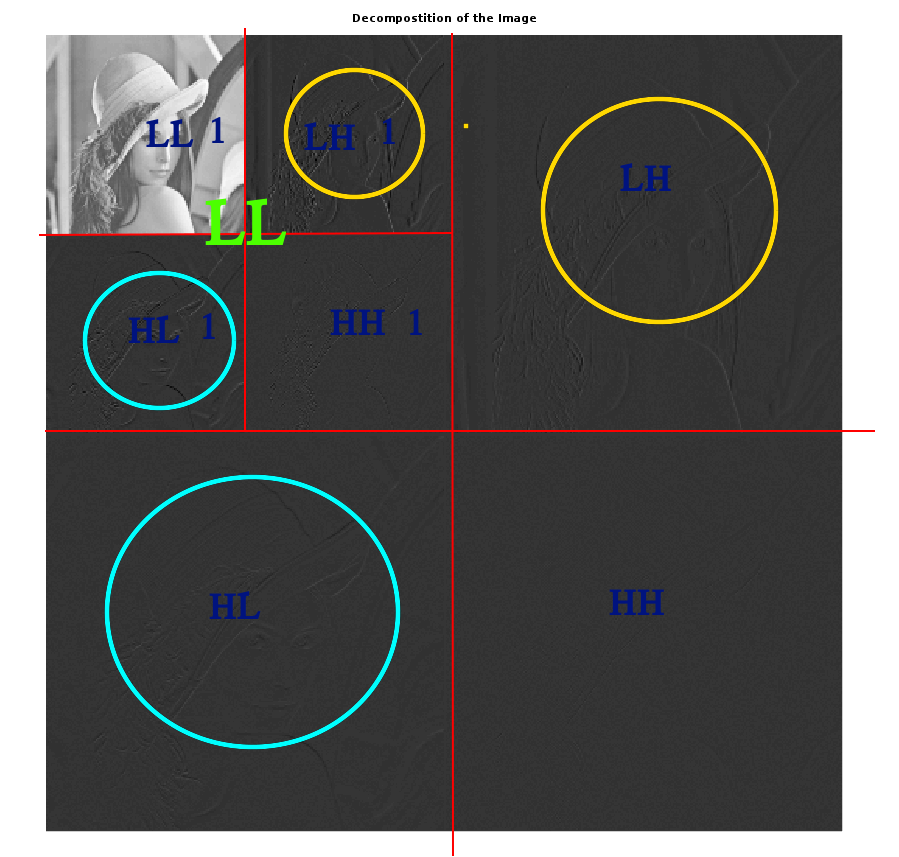 Decompostition of the Image
LL 1
LH 1
LH
LL
HL 1
HH 1
HL
HH